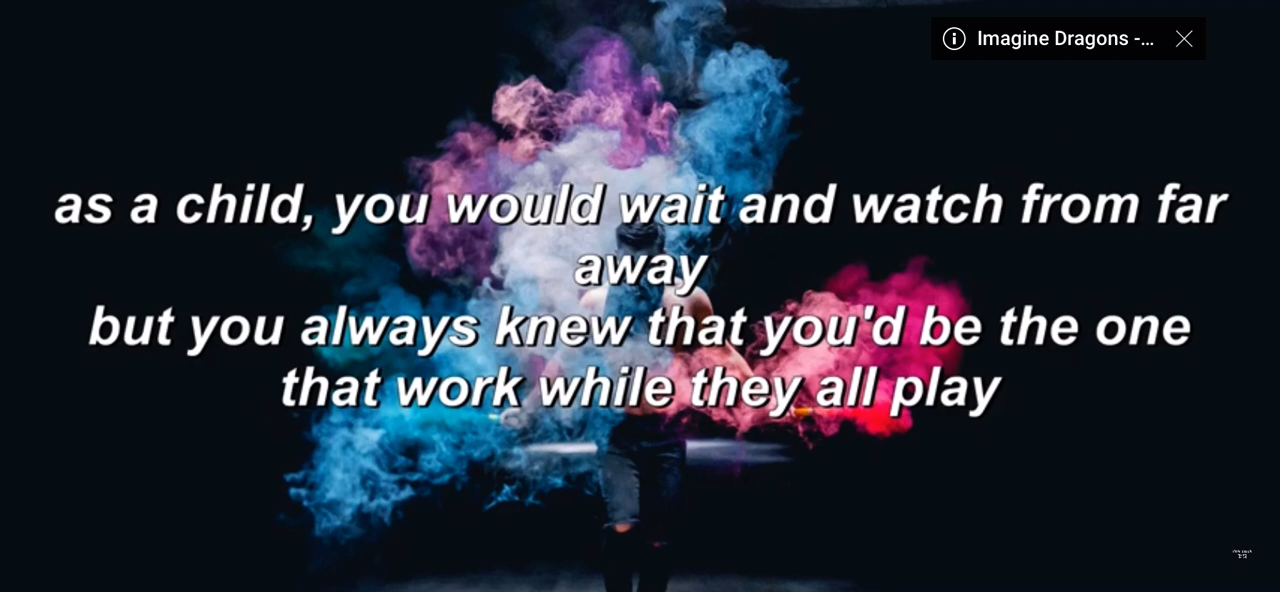 Imagine Dragons -...
as a child, you would wait and watch from far
away
but you always knew that you'd be the one
that work while they all play